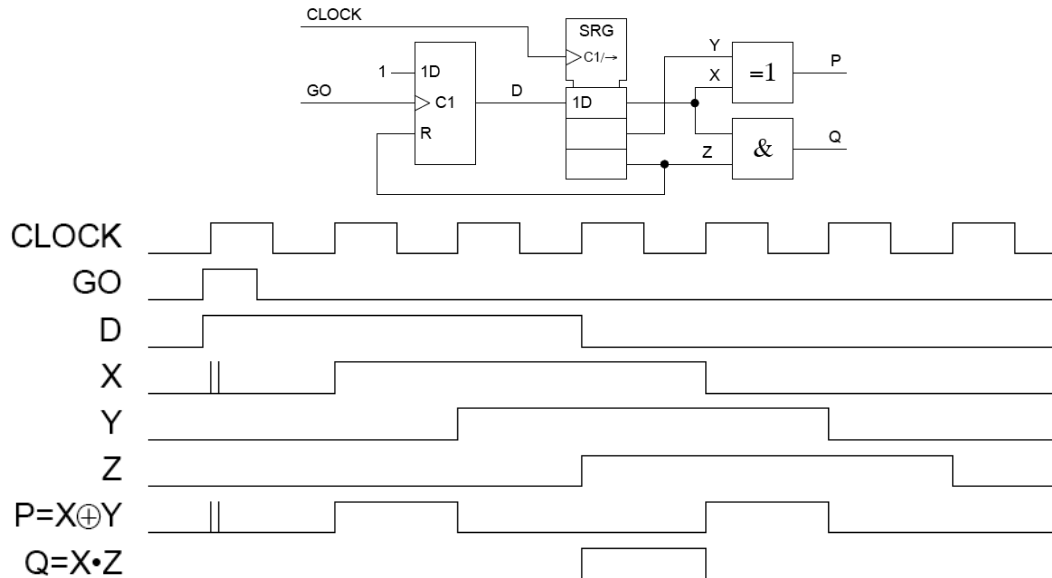 CLOCK
SRG
C1/→
1
1D
GO
C1
D
1D
R
Y
X
Z
=1
P
&
Q
CLOCK
GO
D
X
Y
Z
P=X⊕Y
Q=X•Z